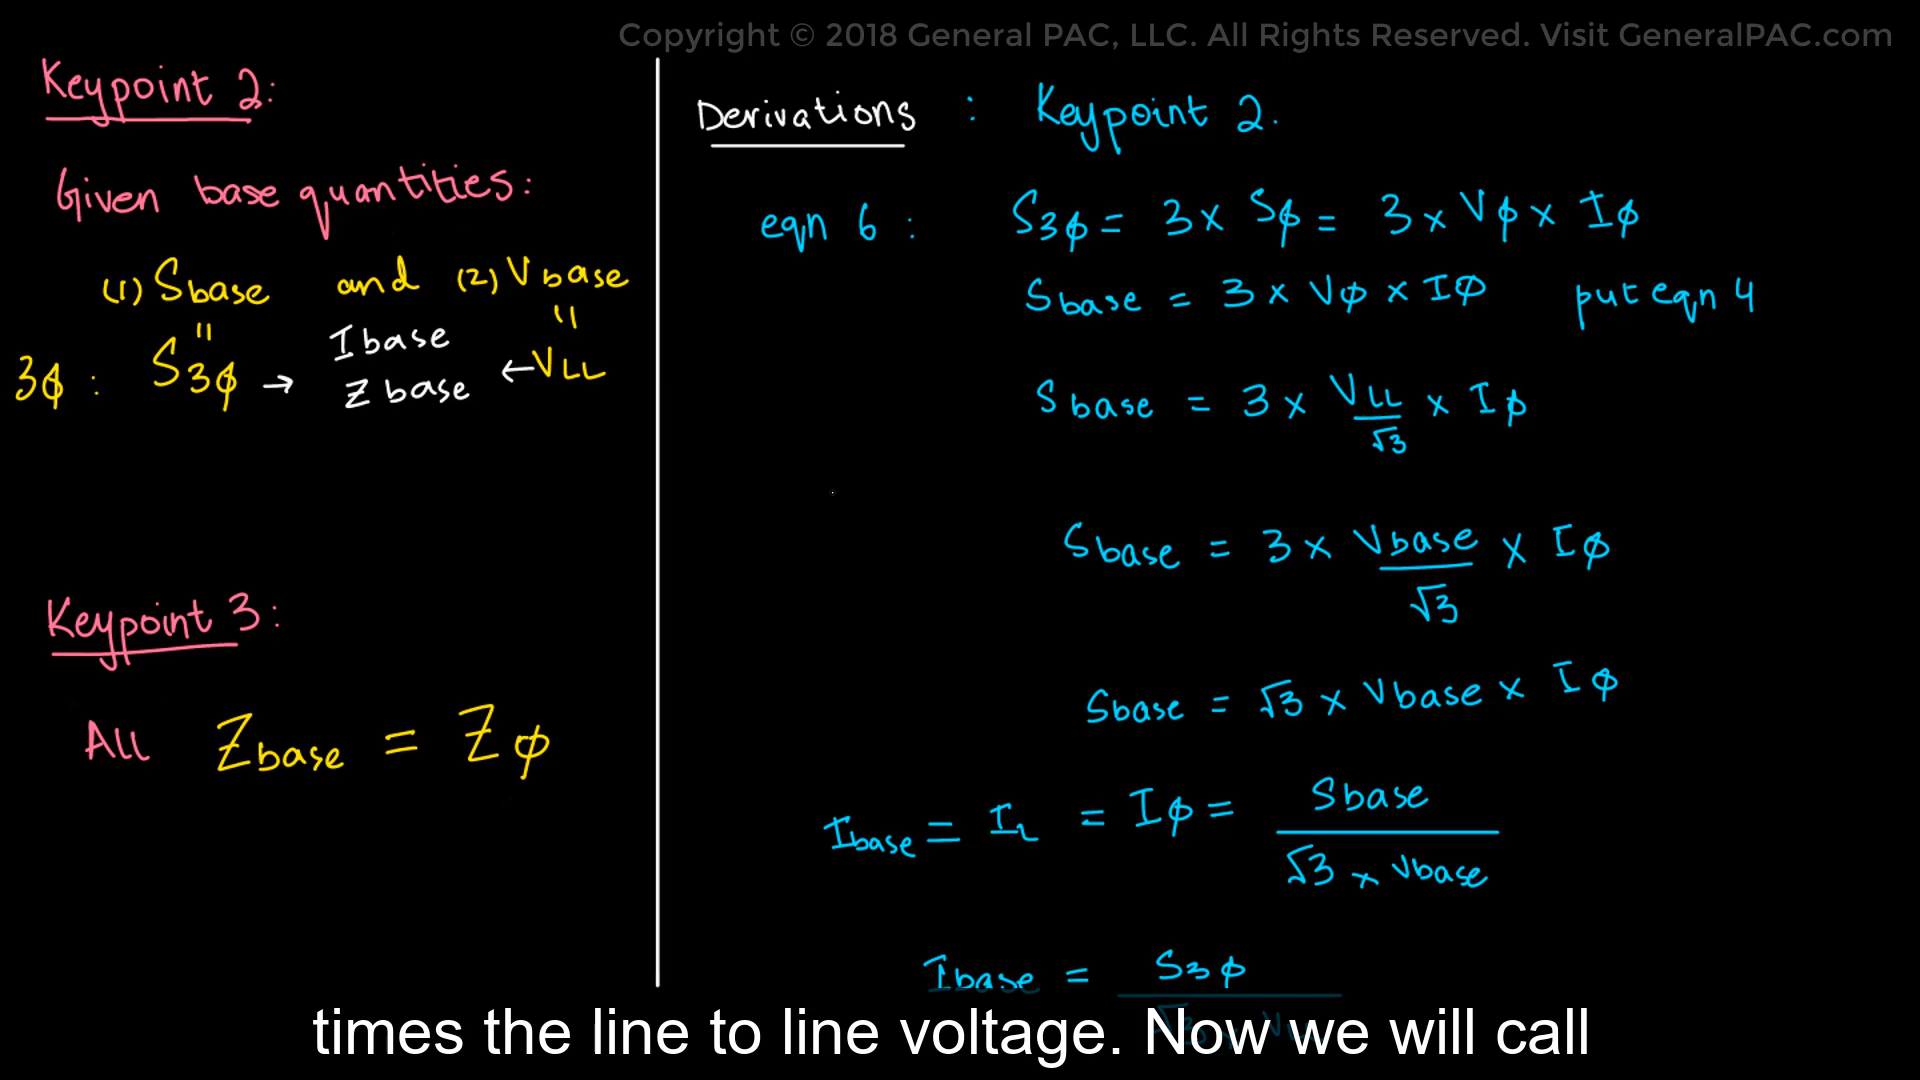 Copyright © 2018 General PAC, LLC. All Rights Reserved. Visit GeneralPAC.com
Keypoint 2:
Given base quantities:
(1) Sbase and (2) Vbase
" Ibase "
3ϕ : S3ϕ → Zbase ← VLL
Keypoint 3:
All Zbase = Zϕ
Derivations : Keypoint 2.
eqn 6 : S3ϕ = 3 x Sϕ = 3 x Vϕ x Iϕ
Sbase = 3 x Vϕ x Iϕ put eqn 4
Sbase = 3 x VLL/√3 x Iϕ
Sbase = 3 x Vbase/√3 x Iϕ
Sbase = √3 x Vbase x Iϕ
Ibase = IL = Iϕ = Sbase/√3 x Vbase
Ibase = S3ϕ
times the line to line voltage. Now we will call